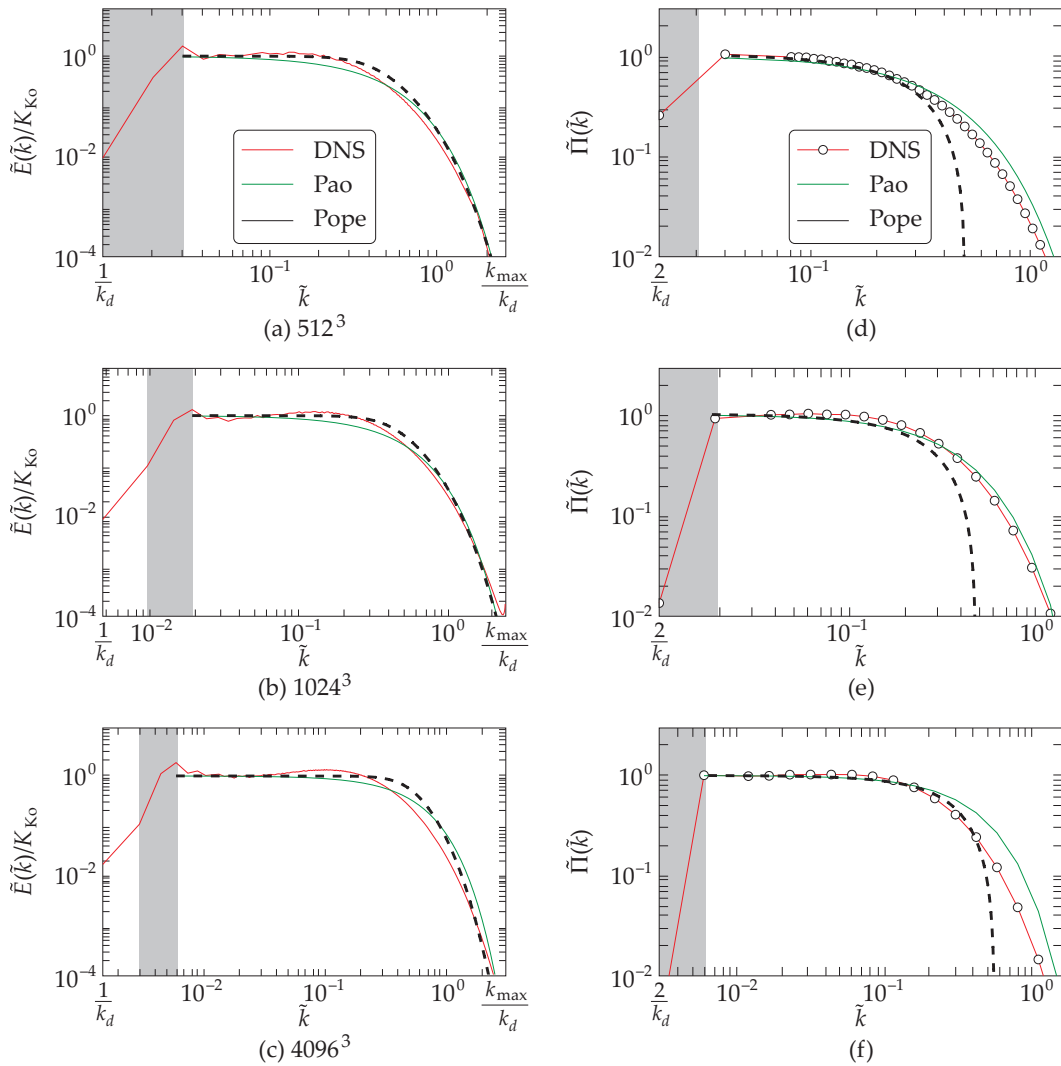 10^0
10^-2
10^-4
Ẽ(k̃)/K_Ko
DNS
Pao
Pope
1/k_d
10^-1
10^0
k_max/k_d
k̃
(a) 512^3
10^0
10^-1
10^-2
Π̃(k̃)
DNS
Pao
Pope
2/k_d
10^-1
10^0
k̃
(d)
10^0
10^-2
10^-4
Ẽ(k̃)/K_Ko
1/k_d
10^-2
10^-1
10^0
k_max/k_d
k̃
(b) 1024^3
10^0
10^-1
10^-2
Π̃(k̃)
2/k_d
10^-1
10^0
k̃
(e)
10^0
10^-2
10^-4
Ẽ(k̃)/K_Ko
1/k_d
10^-2
10^-1
10^0
k_max/k_d
k̃
(c) 4096^3
10^0
10^-1
10^-2
Π̃(k̃)
2/k_d
10^-2
10^-1
10^0
k̃
(f)